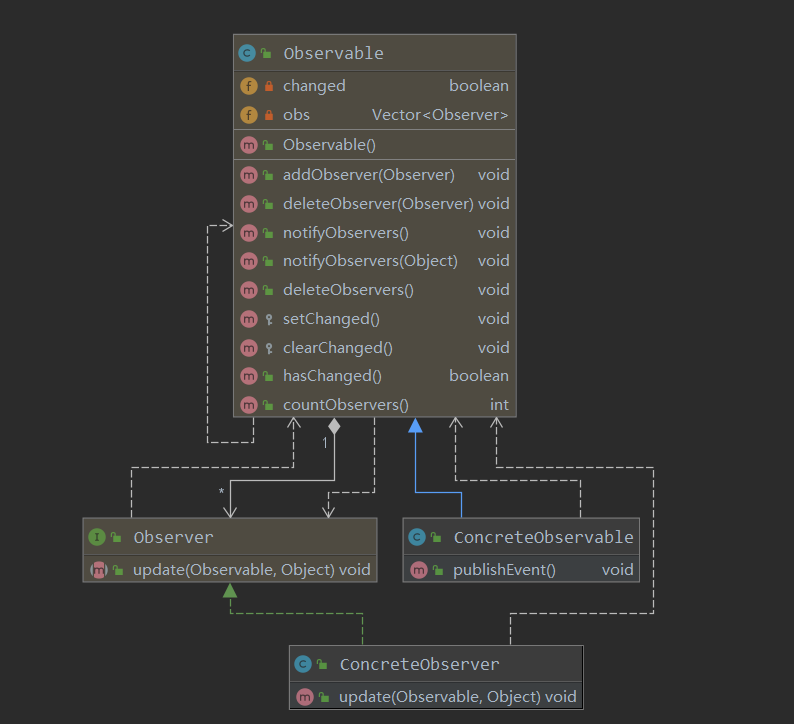 Observable
changed boolean
obs Vector<Observer>
Observable()
addObserver(Observer) void
deleteObserver(Observer) void
notifyObservers() void
notifyObservers(Object) void
deleteObservers() void
setChanged() void
clearChanged() void
hasChanged() boolean
countObservers() int
1
*
Observer
update(Observable, Object) void
ConcreteObservable
publishEvent() void
ConcreteObserver
update(Observable, Object) void